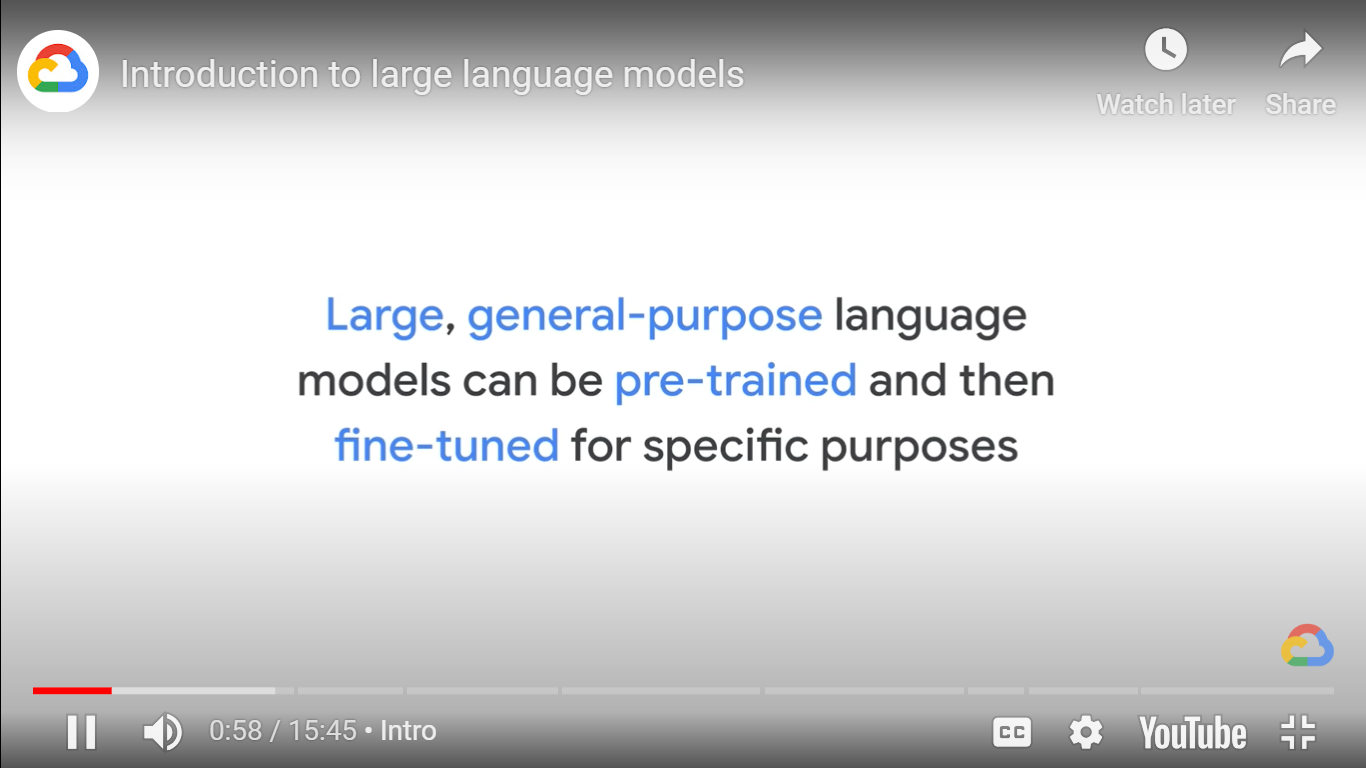 Introduction to large language models
Watch later
Share
Large, general-purpose language
models can be pre-trained and then
fine-tuned for specific purposes
0:58 / 15:45 • Intro
CC
YouTube